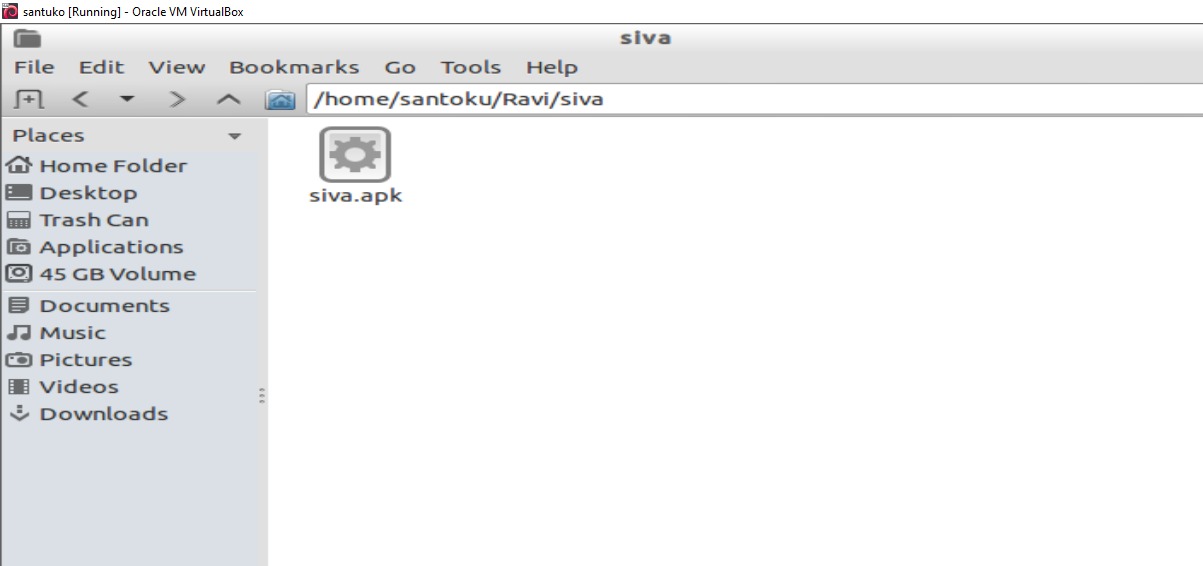 santuko [Running] - Oracle VM VirtualBox
siva
File Edit View Bookmarks Go Tools Help
/home/santoku/Ravi/siva
Places
Home Folder
Desktop
Trash Can
Applications
45 GB Volume
Documents
Music
Pictures
Videos
Downloads
siva.apk